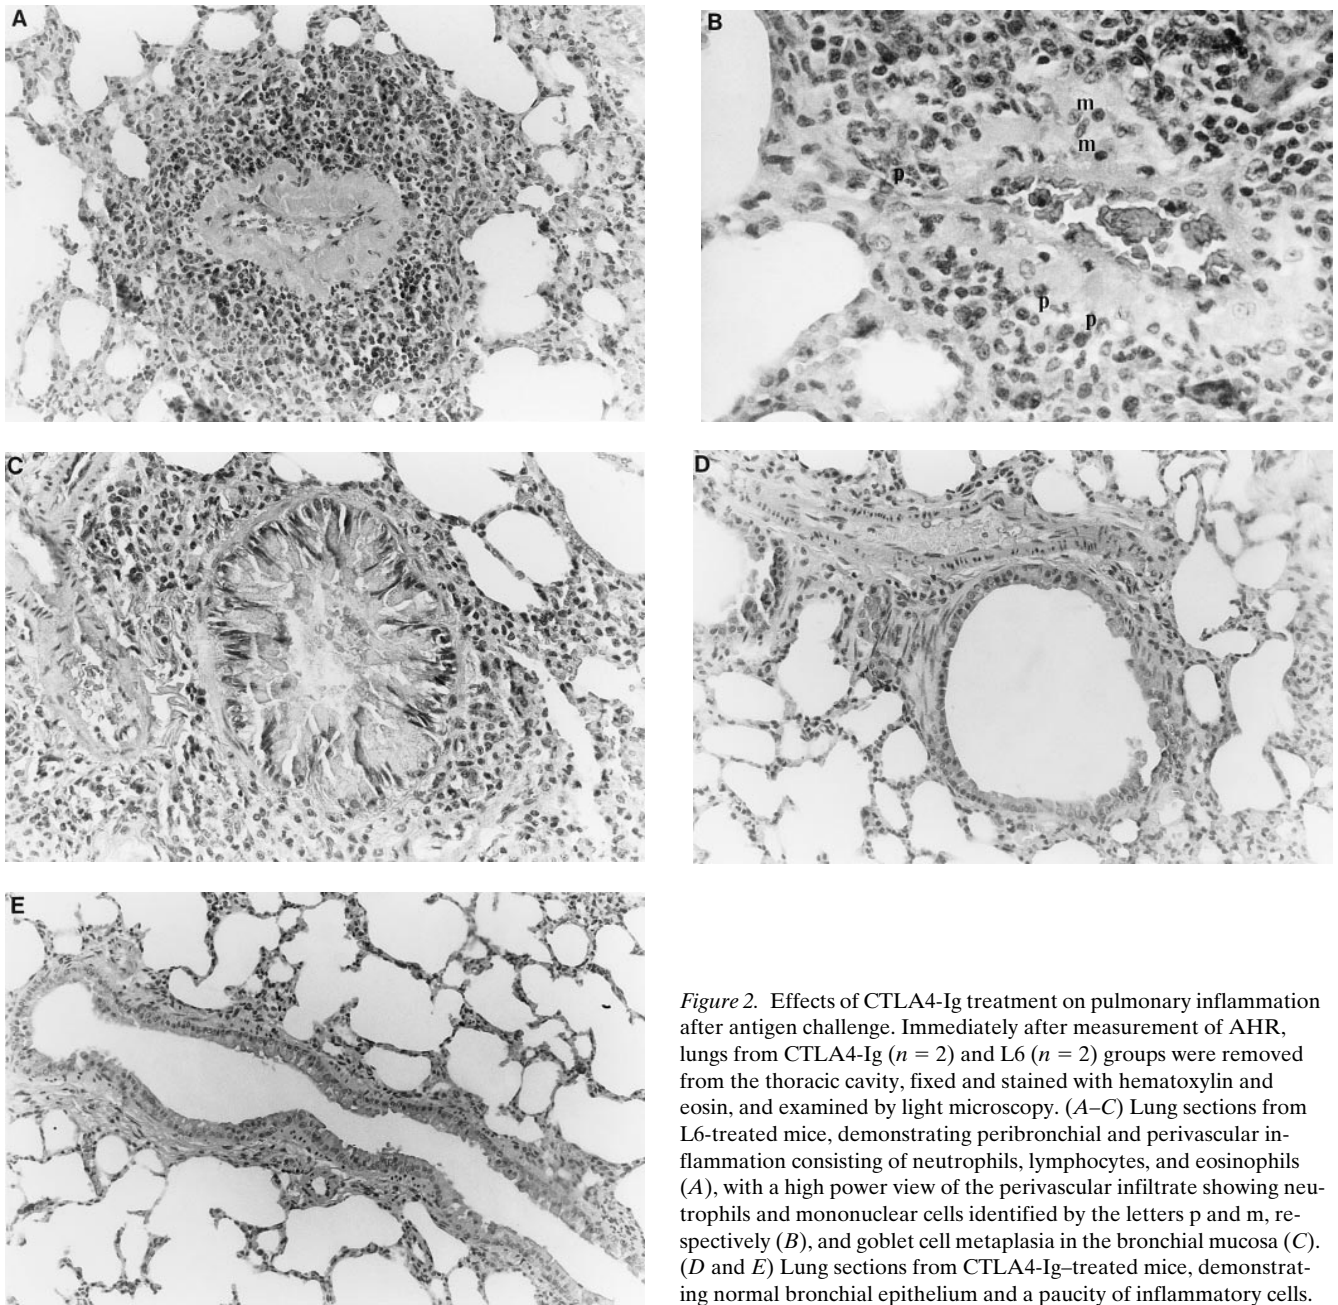 A
B
m
m
p
p
p
C
D
E
Figure 2. Effects of CTLA4-Ig treatment on pulmonary inflammation
after antigen challenge. Immediately after measurement of AHR,
lungs from CTLA4-Ig (n = 2) and L6 (n = 2) groups were removed
from the thoracic cavity, fixed and stained with hematoxylin and
eosin, and examined by light microscopy. (A–C) Lung sections from
L6-treated mice, demonstrating peribronchial and perivascular in-
flammation consisting of neutrophils, lymphocytes, and eosinophils
(A), with a high power view of the perivascular infiltrate showing neu-
trophils and mononuclear cells identified by the letters p and m, re-
spectively (B), and goblet cell metaplasia in the bronchial mucosa (C).
(D and E) Lung sections from CTLA4-Ig–treated mice, demonstrat-
ing normal bronchial epithelium and a paucity of inflammatory cells.